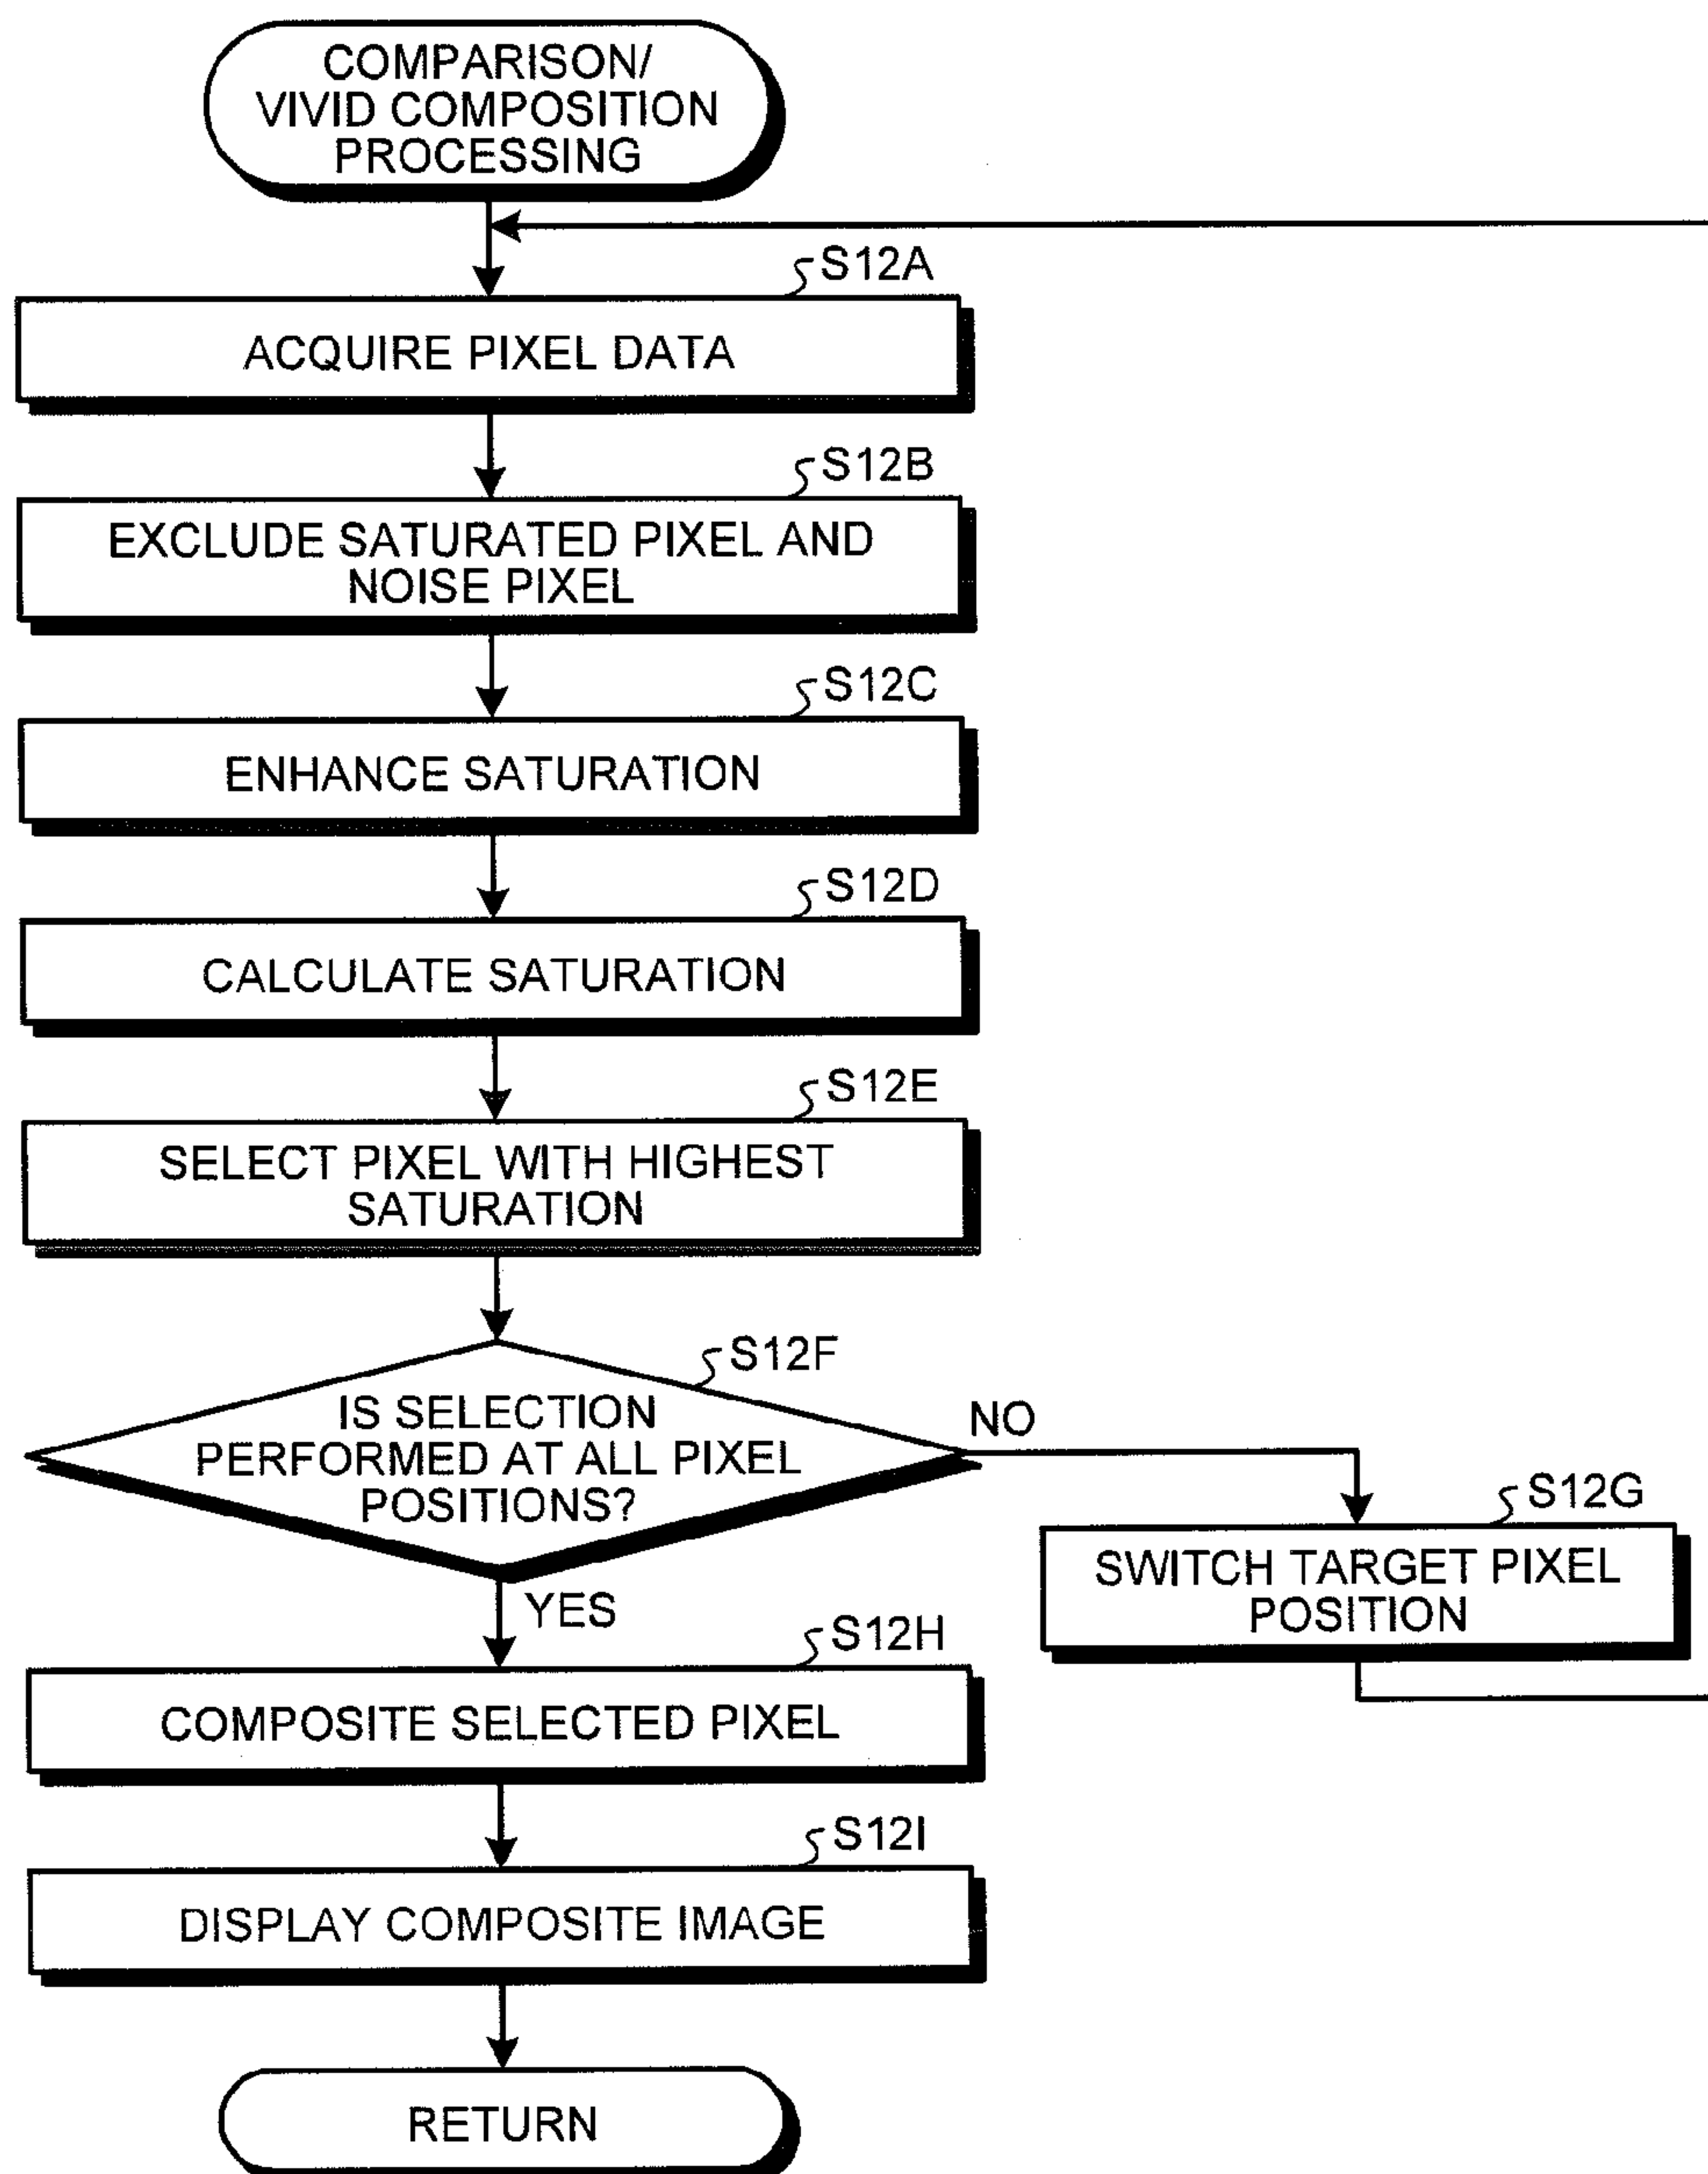 COMPARISON/
VIVID COMPOSITION
PROCESSING
S12A
ACQUIRE PIXEL DATA
S12B
EXCLUDE SATURATED PIXEL AND
NOISE PIXEL
S12C
ENHANCE SATURATION
S12D
CALCULATE SATURATION
S12E
SELECT PIXEL WITH HIGHEST
SATURATION
S12F
IS SELECTION
PERFORMED AT ALL PIXEL
POSITIONS?
NO
S12G
SWITCH TARGET PIXEL
POSITION
YES
S12H
COMPOSITE SELECTED PIXEL
S12I
DISPLAY COMPOSITE IMAGE
RETURN